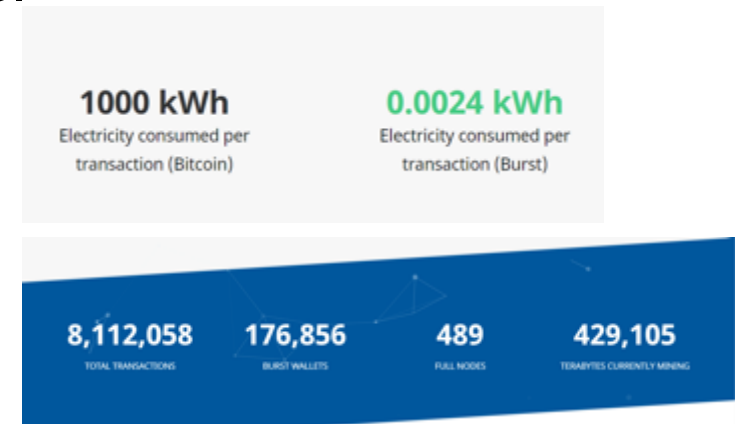 1000 kWh
Electricity consumed per
transaction (Bitcoin)
0.0024 kWh
Electricity consumed per
transaction (Burst)
8,112,058
TOTAL TRANSACTIONS
176,856
BURST WALLETS
489
FULL NODES
429,105
TERABYTES CURRENTLY MINING